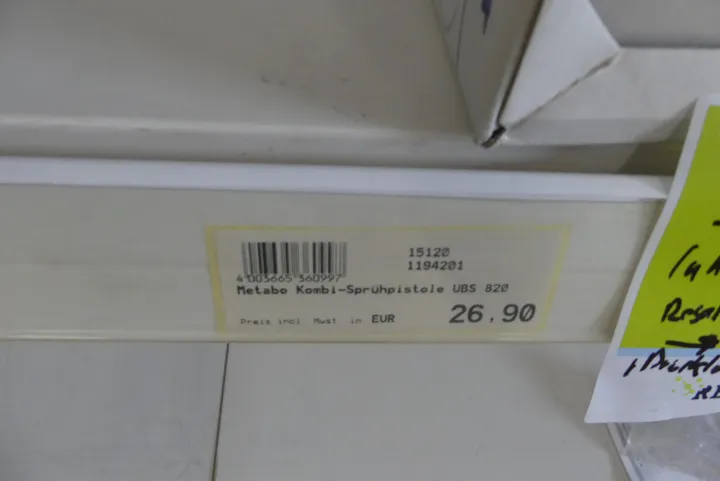 15120
1194201
4 003665 360997
Metabo Kombi-Sprühpistole UBS 820
Preis incl Mwst in EUR 26.90